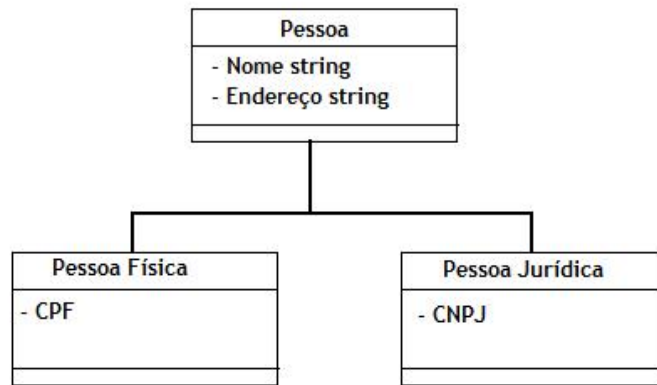 Pessoa
- Nome string
- Endereço string
Pessoa Física
- CPF
Pessoa Jurídica
- CNPJ